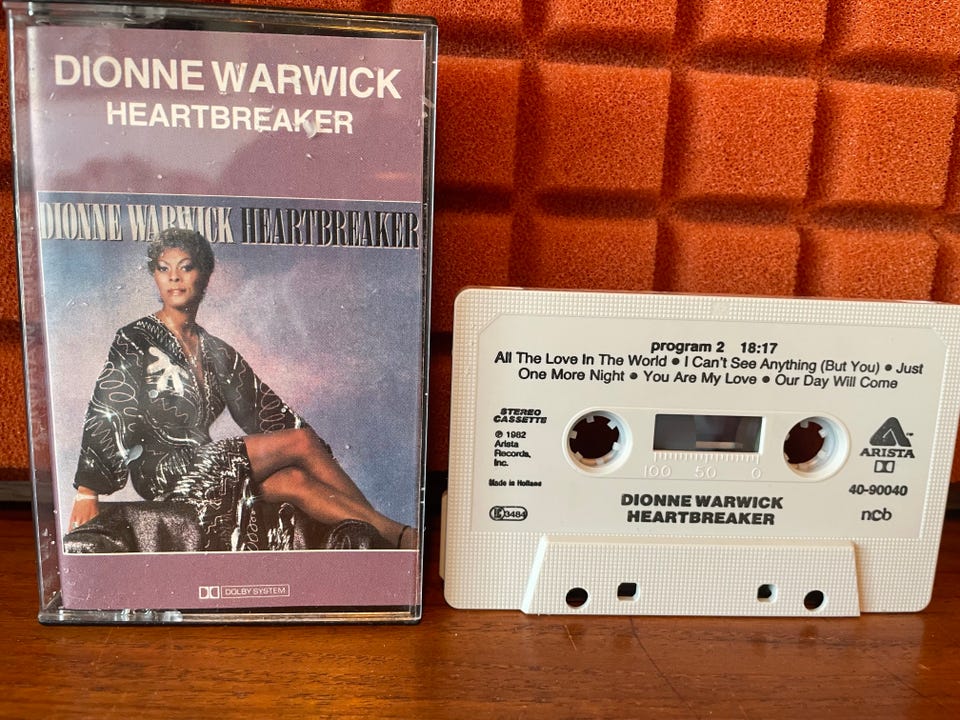 DIONNE WARWICK
HEARTBREAKER
DIONNE WARWICK HEARTBREAKER
DOLBY SYSTEM
program 2 18:17
All The Love In The World • I Can't See Anything (But You) • Just
One More Night • You Are My Love • Our Day Will Come
STEREO
CASSETTE
℗ 1982
Arista
Records,
Inc.
Made in Holland
3484
100 50 0
ARISTA
40-90040
ncb
DIONNE WARWICK
HEARTBREAKER